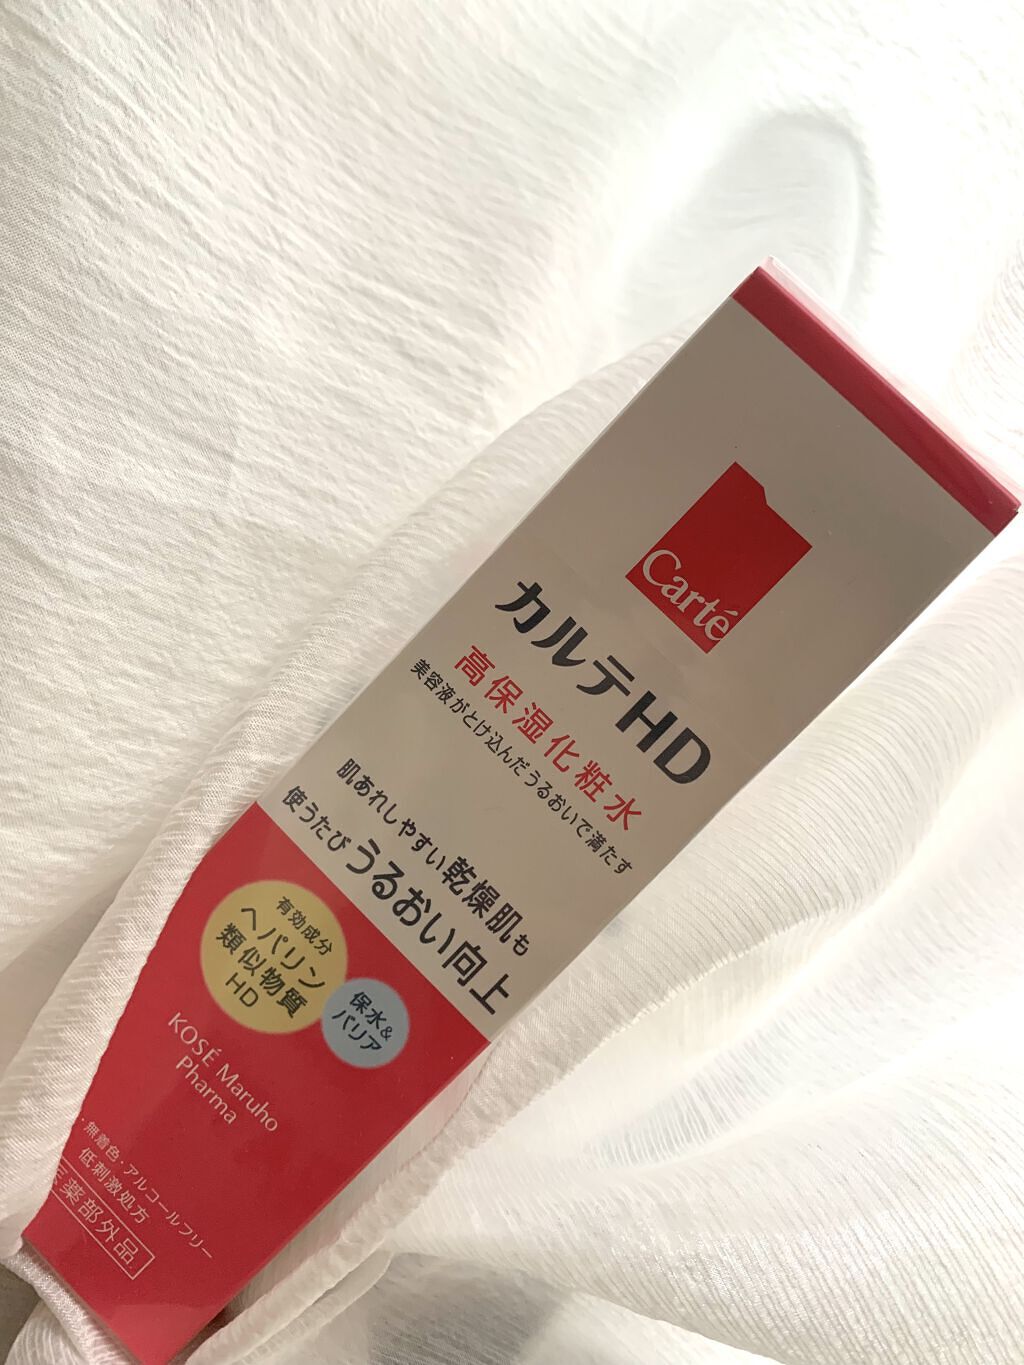 Carté
カルテHD
高保湿化粧水
美容液がとけ込んだうるおいで満たす
肌あれしやすい乾燥肌も
使うたびうるおい向上
有効成分
ヘパリン
類似物質
HD
保水&
バリア
KOSÉ Maruho
Pharma
・無着色・アルコールフリー
低刺激処方
医薬部外品